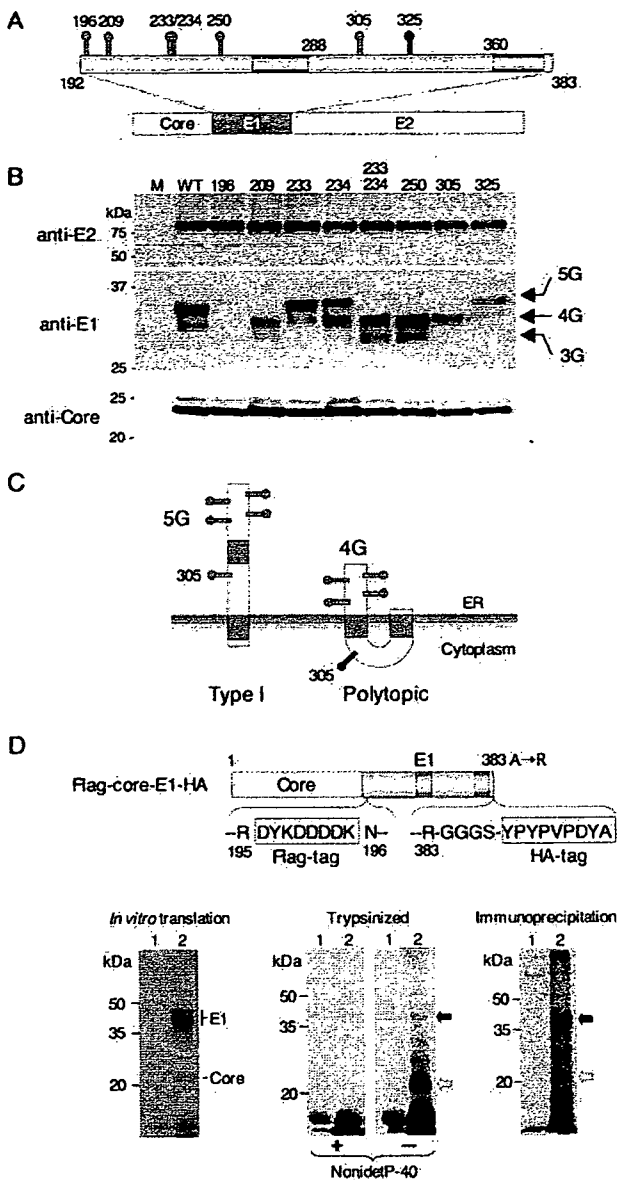 A
196 209 233/234 250 305 325
288 360
192 383
Core E1 E2
B
233
M WT 196 209 233 234 234 250 305 325
kDa
anti-E2
75
50
37
5G
anti-E1
4G
3G
25
25
anti-Core
20
C
5G
4G
305
ER
Cytoplasm
305
Type I Polytopic
D
1 E1 383 A→R
Flag-core-E1-HA Core
–R DYKDDDDK N– –R-GGGS-YPYPVPDYA
195 Flag-tag 196 383 HA-tag
In vitro translation Trypsinized Immunoprecipitation
1 2 1 2 1 2 1 2
kDa kDa kDa
50 50 50
E1
35 35 35
20 Core 20 20
+ –
NonidetP-40